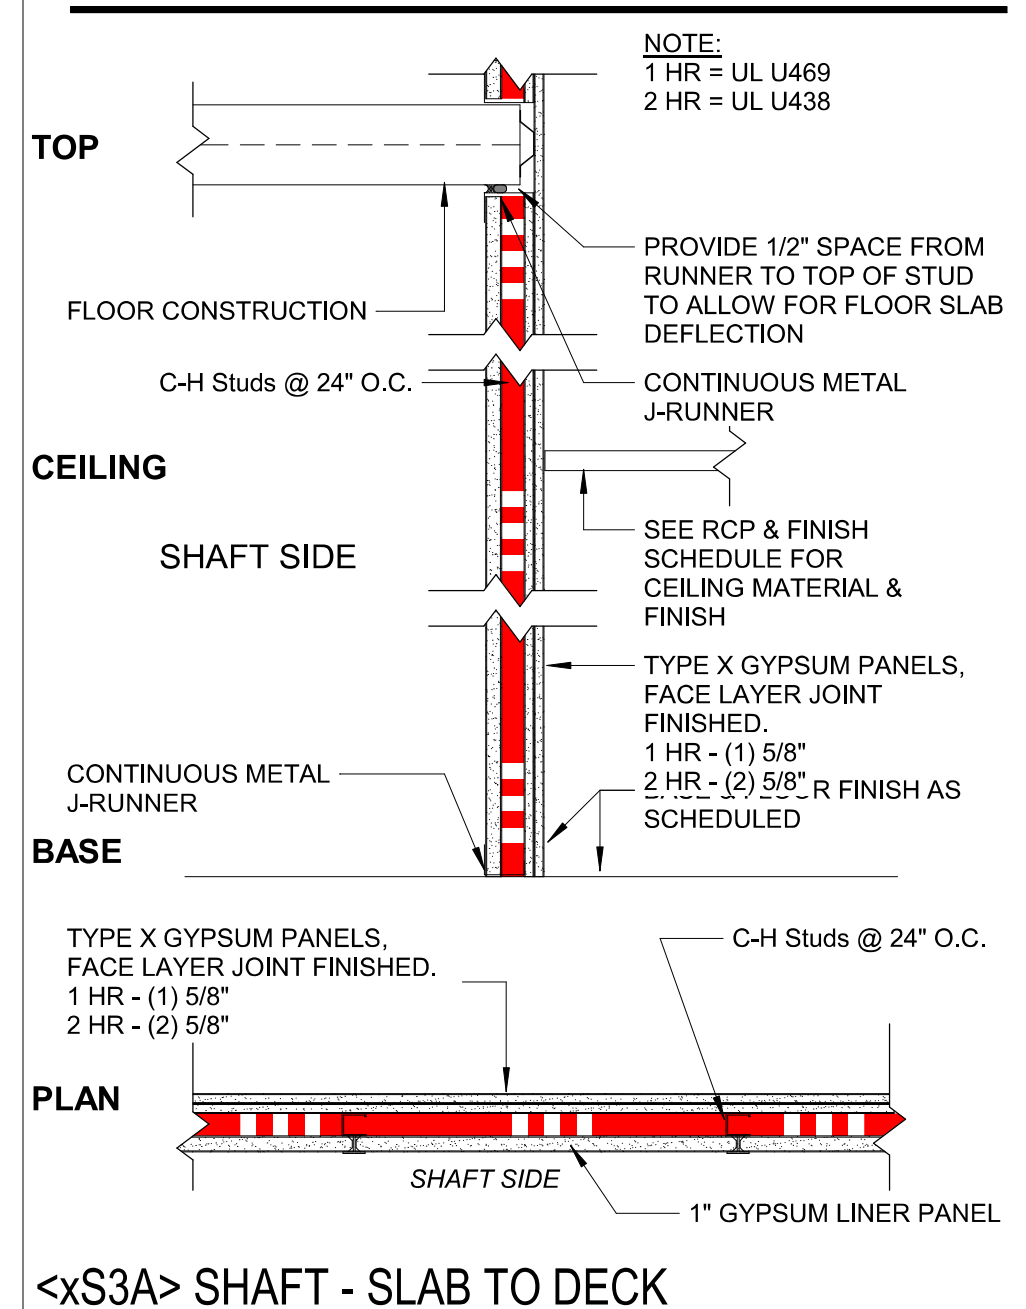 NOTE:
1 HR = UL U469
2 HR = UL U438
TOP
PROVIDE 1/2" SPACE FROM
RUNNER TO TOP OF STUD
TO ALLOW FOR FLOOR SLAB
DEFLECTION
FLOOR CONSTRUCTION
C-H Studs @ 24" O.C.
CONTINUOUS METAL
J-RUNNER
CEILING
SHAFT SIDE
SEE RCP & FINISH
SCHEDULE FOR
CEILING MATERIAL &
FINISH
TYPE X GYPSUM PANELS,
FACE LAYER JOINT
FINISHED.
1 HR - (1) 5/8"
2 HR - (2) 5/8"
FINISH AS
SCHEDULED
CONTINUOUS METAL
J-RUNNER
BASE
TYPE X GYPSUM PANELS,
FACE LAYER JOINT FINISHED.
1 HR - (1) 5/8"
2 HR - (2) 5/8"
C-H Studs @ 24" O.C.
PLAN
SHAFT SIDE
1" GYPSUM LINER PANEL
<xS3A> SHAFT - SLAB TO DECK